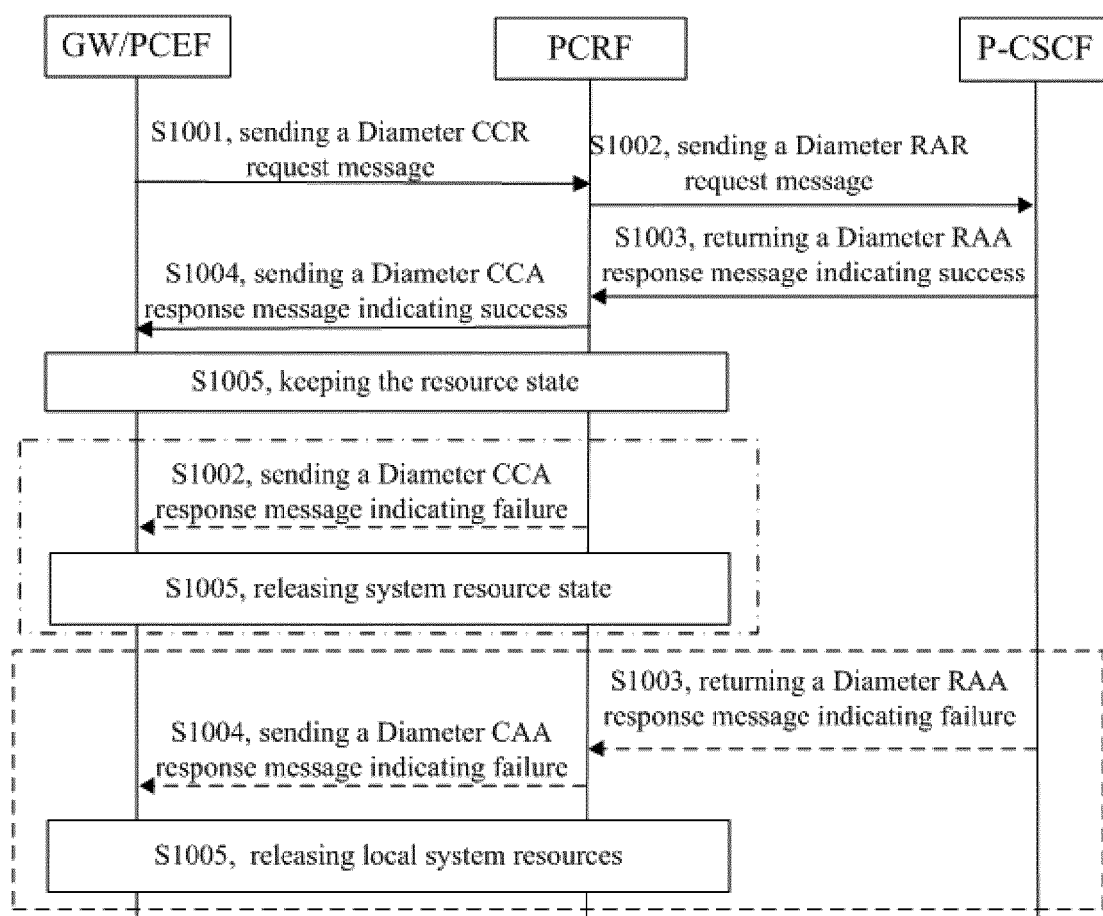 GW/PCEF
PCRF
P-CSCF
S1001, sending a Diameter CCR
request message
S1002, sending a Diameter RAR
request message
S1003, returning a Diameter RAA
response message indicating success
S1004, sending a Diameter CCA
response message indicating success
S1005, keeping the resource state
S1002, sending a Diameter CCA
response message indicating failure
S1005, releasing system resource state
S1003, returning a Diameter RAA
response message indicating failure
S1004, sending a Diameter CAA
response message indicating failure
S1005, releasing local system resources